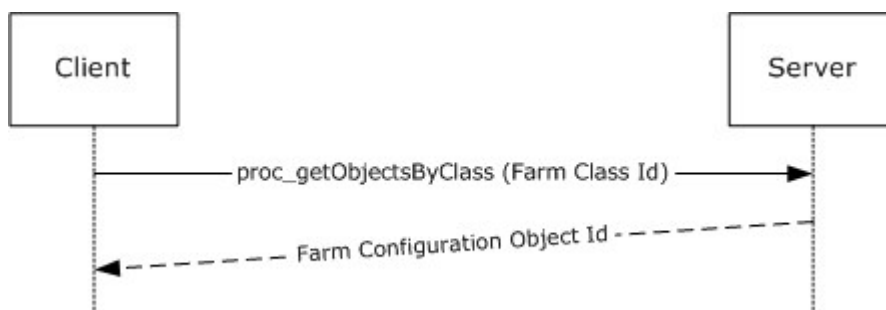 Client
Server
proc_getObjectsByClass (Farm Class Id)
Farm Configuration Object Id